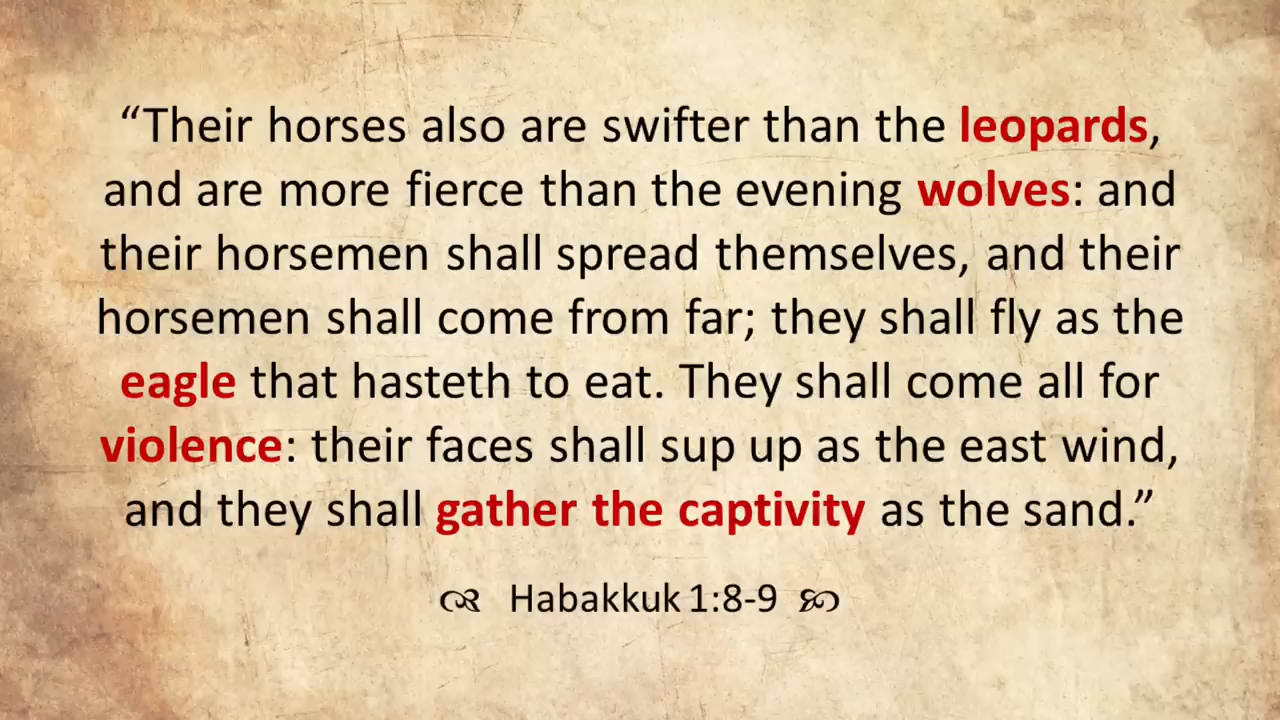 “Their horses also are swifter than the leopards,
and are more fierce than the evening wolves: and
their horsemen shall spread themselves, and their
horsemen shall come from far; they shall fly as the
eagle that hasteth to eat. They shall come all for
violence: their faces shall sup up as the east wind,
and they shall gather the captivity as the sand.”
Habakkuk 1:8-9